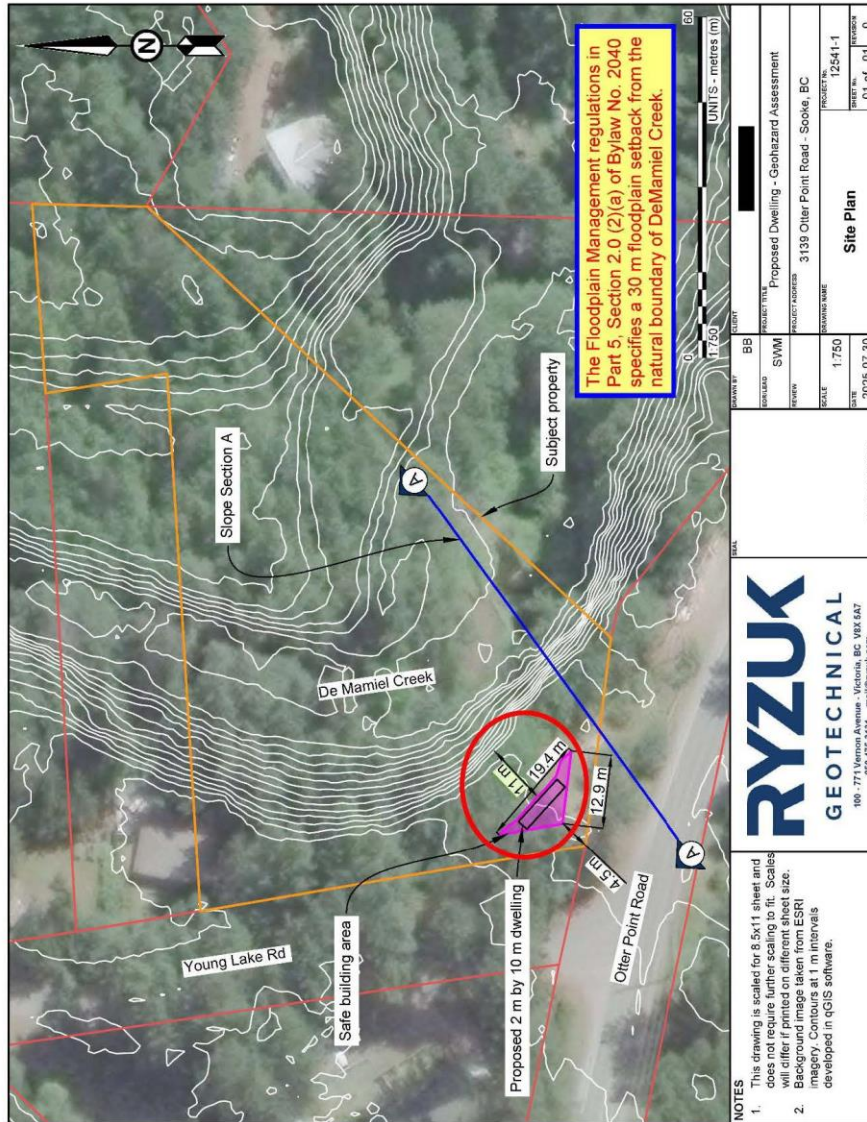 N
The Floodplain Management regulations in
Part 5, Section 2.0 (2)(a) of Bylaw No. 2040
specifies a 30 m floodplain setback from the
natural boundary of DeMamiel Creek.
0
60
1:750
UNITS - metres (m)
Slope Section A
Subject property
A
De Mamiel Creek
Young Lake Rd
Safe building area
Proposed 2 m by 10 m dwelling
11 m
19.4 m
12.9 m
4.5 m
Otter Point Road
A
NOTES
1. This drawing is scaled for 8.5x11 sheet and
does not require further scaling to fit. Scales
will differ if printed on different sheet size.
2. Background image taken from ESRI
imagery. Contours at 1 m intervals
developed in qGIS software.
RYZUK
GEOTECHNICAL
100 - 771 Vernon Avenue - Victoria, BC V8X 5A7
SEAL
DRAWN BY
BB
EOR/LEAD
SWM
REVIEW
SCALE
1:750
DATE
2025-07-30
CLIENT
PROJECT TITLE
Proposed Dwelling - Geohazard Assessment
PROJECT ADDRESS
3139 Otter Point Road - Sooke, BC
DRAWING NAME
Site Plan
PROJECT No.
12541-1
SHEET No.
01 of 01
REVISION
0